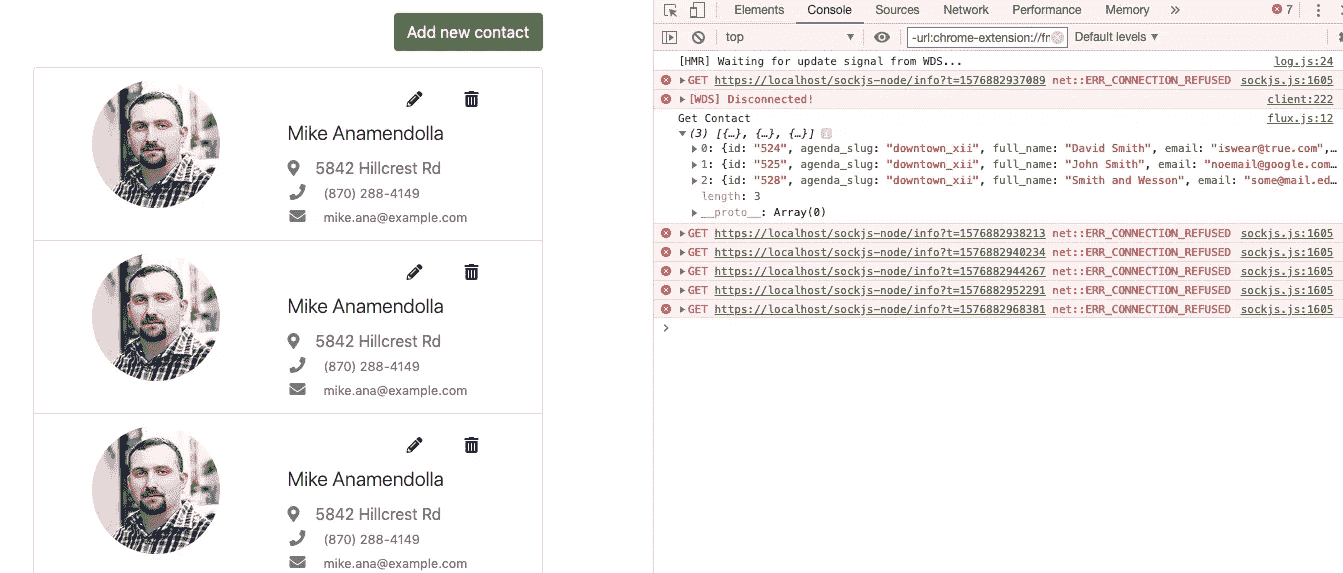 Add new contact
Mike Anamendolla
5842 Hillcrest Rd
(870) 288-4149
mike.ana@example.com
Mike Anamendolla
5842 Hillcrest Rd
(870) 288-4149
mike.ana@example.com
Mike Anamendolla
5842 Hillcrest Rd
(870) 288-4149
mike.ana@example.com
Elements Console Sources Network Performance Memory » 7
top -url:chrome-extension://fr Default levels
[HMR] Waiting for update signal from WDS... log.js:24
GET https://localhost/sockjs-node/info?t=1576882937089 net::ERR_CONNECTION_REFUSED sockjs.js:1605
[WDS] Disconnected! client:222
Get Contact flux.js:12
(3) [{…}, {…}, {…}]
0: {id: "524", agenda_slug: "downtown_xii", full_name: "David Smith", email: "iswear@true.com",…
1: {id: "525", agenda_slug: "downtown_xii", full_name: "John Smith", email: "noemail@google.com…
2: {id: "528", agenda_slug: "downtown_xii", full_name: "Smith and Wesson", email: "some@mail.ed…
length: 3
__proto__: Array(0)
GET https://localhost/sockjs-node/info?t=1576882938213 net::ERR_CONNECTION_REFUSED sockjs.js:1605
GET https://localhost/sockjs-node/info?t=1576882940234 net::ERR_CONNECTION_REFUSED sockjs.js:1605
GET https://localhost/sockjs-node/info?t=1576882944267 net::ERR_CONNECTION_REFUSED sockjs.js:1605
GET https://localhost/sockjs-node/info?t=1576882952291 net::ERR_CONNECTION_REFUSED sockjs.js:1605
GET https://localhost/sockjs-node/info?t=1576882968381 net::ERR_CONNECTION_REFUSED sockjs.js:1605